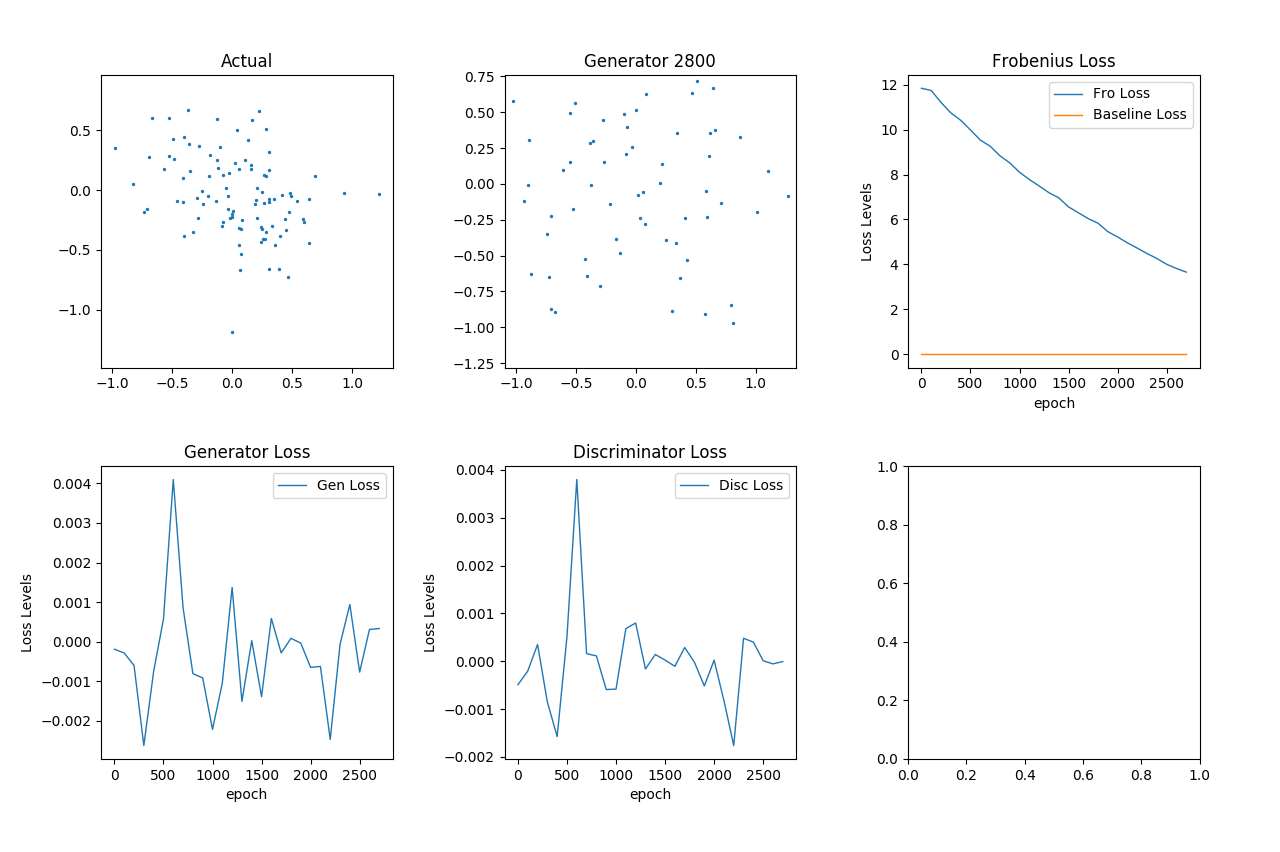 Actual
0.5
0.0
−0.5
−1.0
−1.0 −0.5 0.0 0.5 1.0
Generator 2800
0.75
0.50
0.25
0.00
−0.25
−0.50
−0.75
−1.00
−1.25
−1.0 −0.5 0.0 0.5 1.0
Frobenius Loss
Fro Loss
Baseline Loss
Loss Levels
12
10
8
6
4
2
0
0 500 1000 1500 2000 2500
epoch
Generator Loss
Gen Loss
Loss Levels
0.004
0.003
0.002
0.001
0.000
−0.001
−0.002
0 500 1000 1500 2000 2500
epoch
Discriminator Loss
Disc Loss
Loss Levels
0.004
0.003
0.002
0.001
0.000
−0.001
−0.002
0 500 1000 1500 2000 2500
epoch
1.0
0.8
0.6
0.4
0.2
0.0
0.0 0.2 0.4 0.6 0.8 1.0